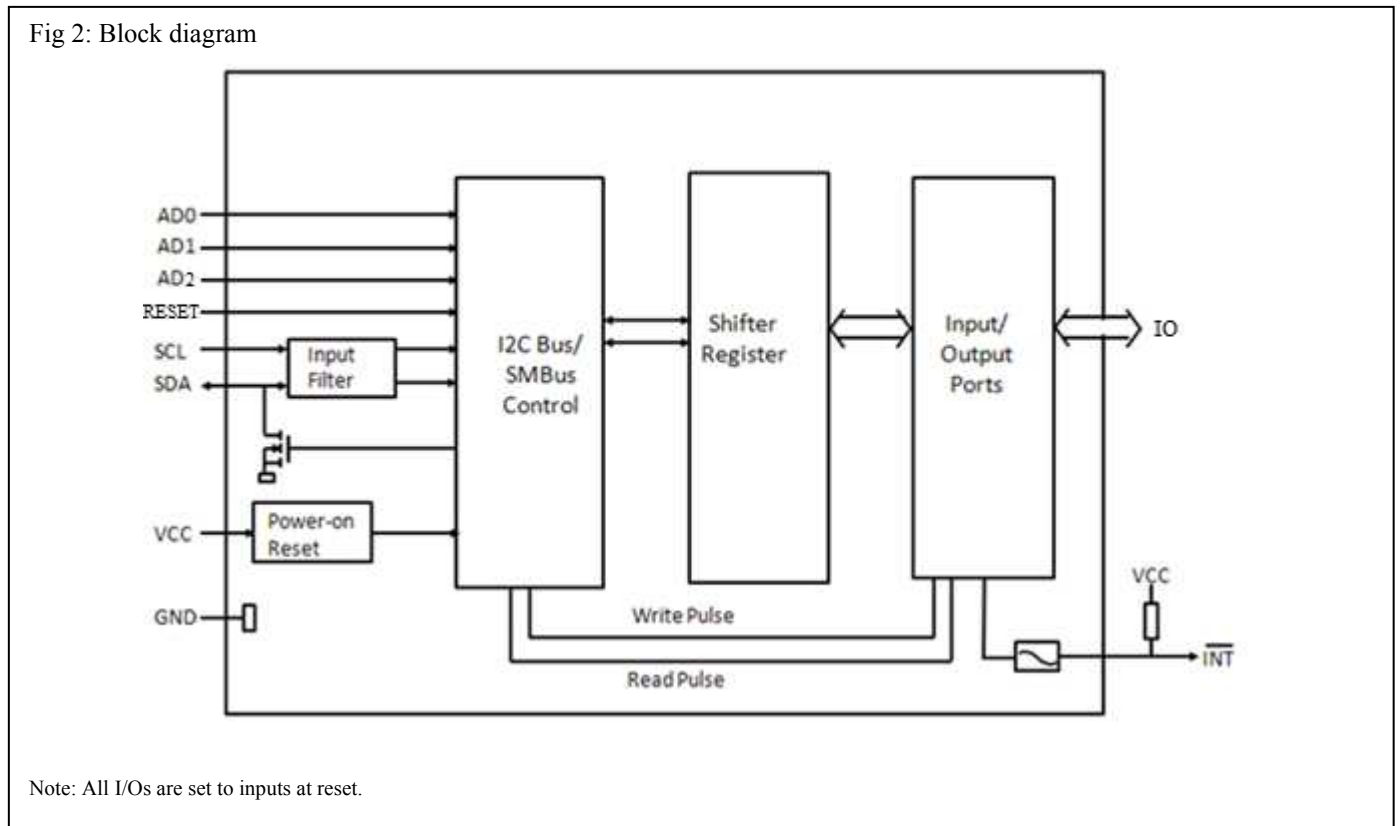 Fig 2: Block diagram
AD0
AD1
AD2
RESET
SCL
SDA
Input
Filter
I2C Bus/
SMBus
Control
Shifter
Register
Input/
Output
Ports
IO
VCC
Power-on
Reset
GND
Write Pulse
Read Pulse
VCC
INT
Note: All I/Os are set to inputs at reset.